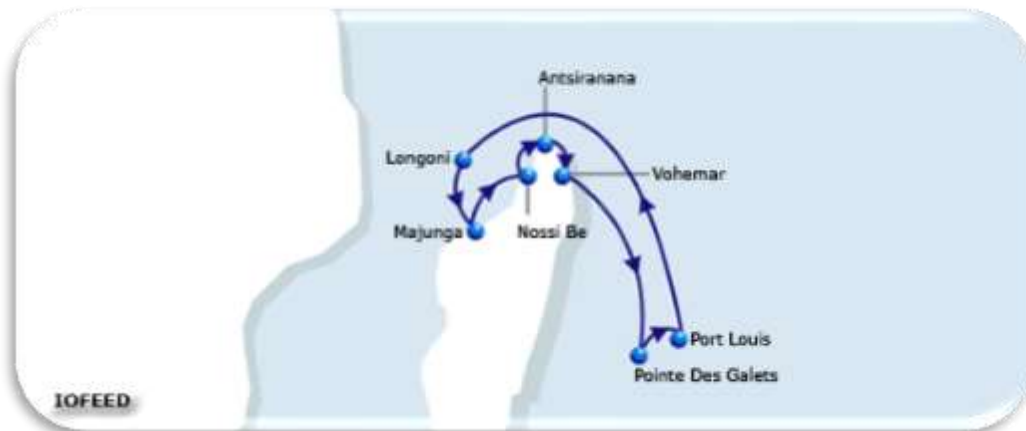 Antsiranana
Longoni
Vohemar
Majunga
Nossi Be
Port Louis
Pointe Des Galets
IOFEED